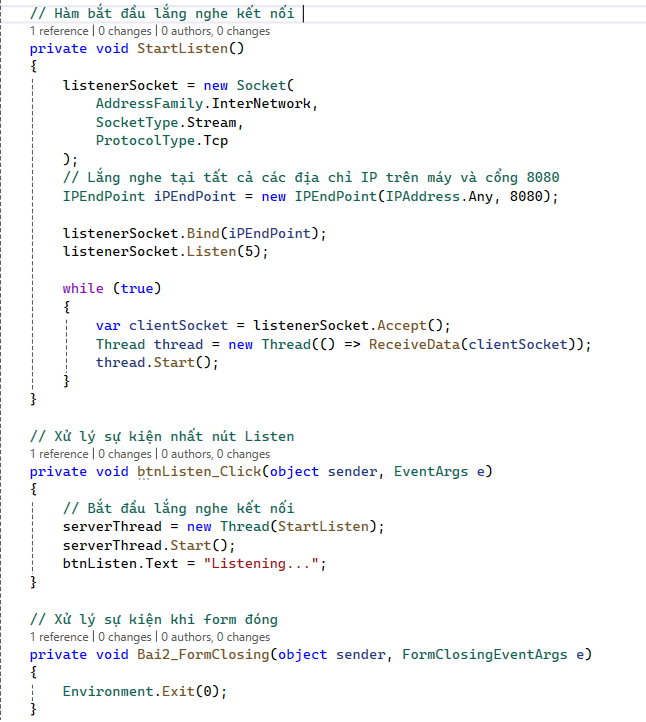 // Hàm bắt đầu lắng nghe kết nối
1 reference | 0 changes | 0 authors, 0 changes
private void StartListen()
{
    listenerSocket = new Socket(
        AddressFamily.InterNetwork,
        SocketType.Stream,
        ProtocolType.Tcp
    );
    // Lắng nghe tại tất cả các địa chỉ IP trên máy và cổng 8080
    IPEndPoint iPEndPoint = new IPEndPoint(IPAddress.Any, 8080);

    listenerSocket.Bind(iPEndPoint);
    listenerSocket.Listen(5);

    while (true)
    {
        var clientSocket = listenerSocket.Accept();
        Thread thread = new Thread(() => ReceiveData(clientSocket));
        thread.Start();
    }
}

// Xử lý sự kiện nhất nút Listen
1 reference | 0 changes | 0 authors, 0 changes
private void btnListen_Click(object sender, EventArgs e)
{
    // Bắt đầu lắng nghe kết nối
    serverThread = new Thread(StartListen);
    serverThread.Start();
    btnListen.Text = "Listening...";
}

// Xử lý sự kiện khi form đóng
1 reference | 0 changes | 0 authors, 0 changes
private void Bai2_FormClosing(object sender, FormClosingEventArgs e)
{
    Environment.Exit(0);
}